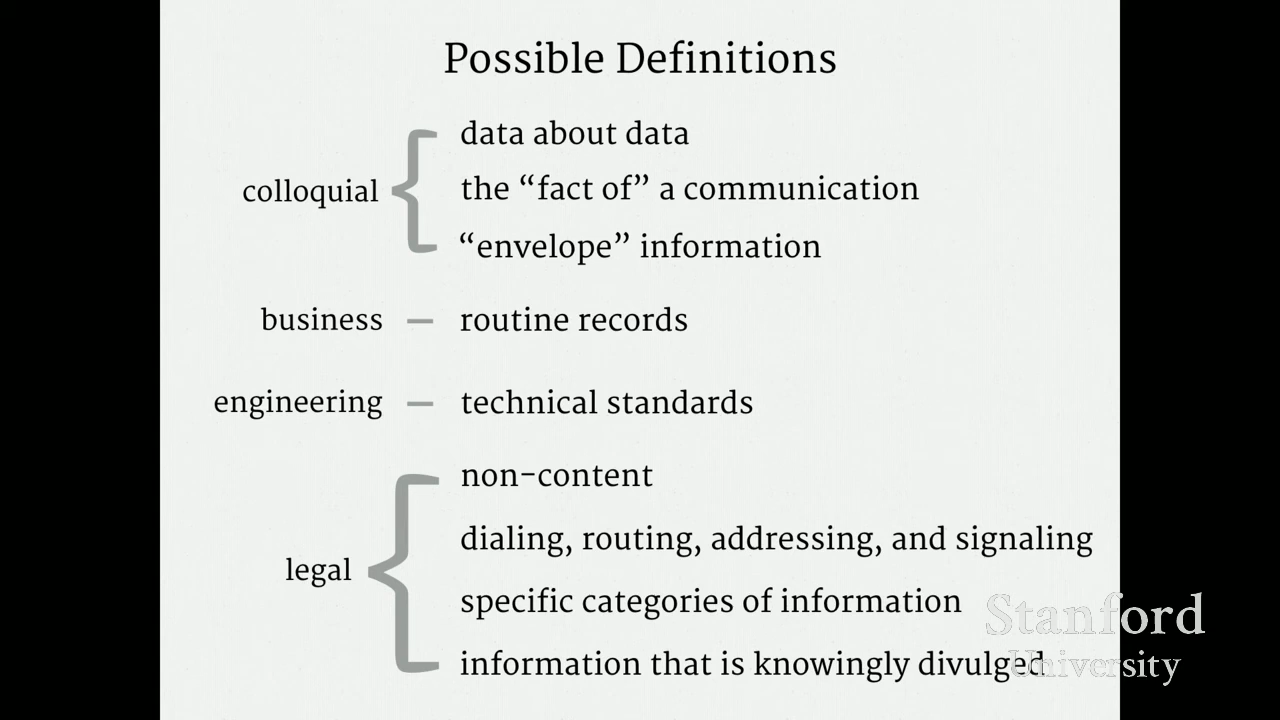 Possible Definitions
colloquial
data about data
the “fact of” a communication
“envelope” information
business – routine records
engineering – technical standards
legal
non-content
dialing, routing, addressing, and signaling
specific categories of information
information that is knowingly divulged
Stanford
University